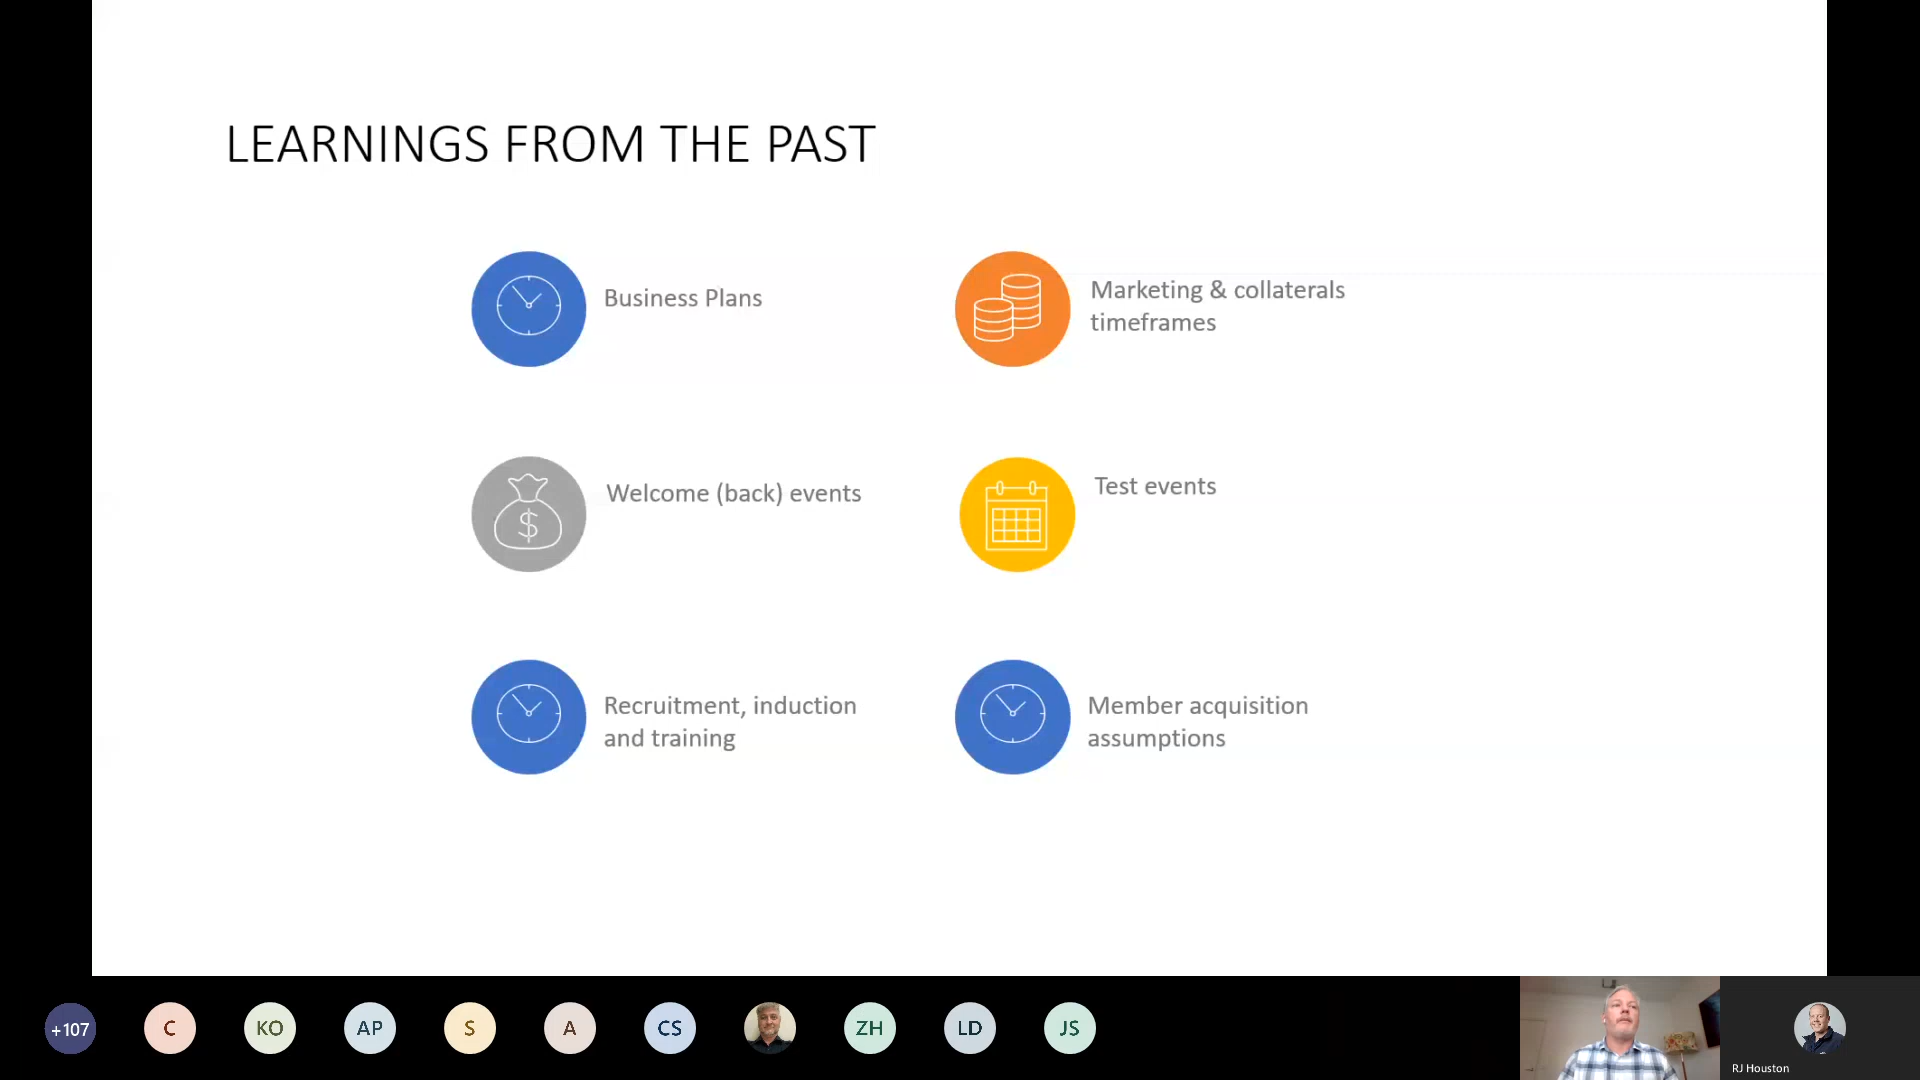 LEARNINGS FROM THE PAST
Business Plans
Marketing & collaterals
timeframes
$
Welcome (back) events
Test events
Recruitment, induction
and training
Member acquisition
assumptions
+107
C
KO
AP
S
A
CS
ZH
LD
JS
RJ Houston